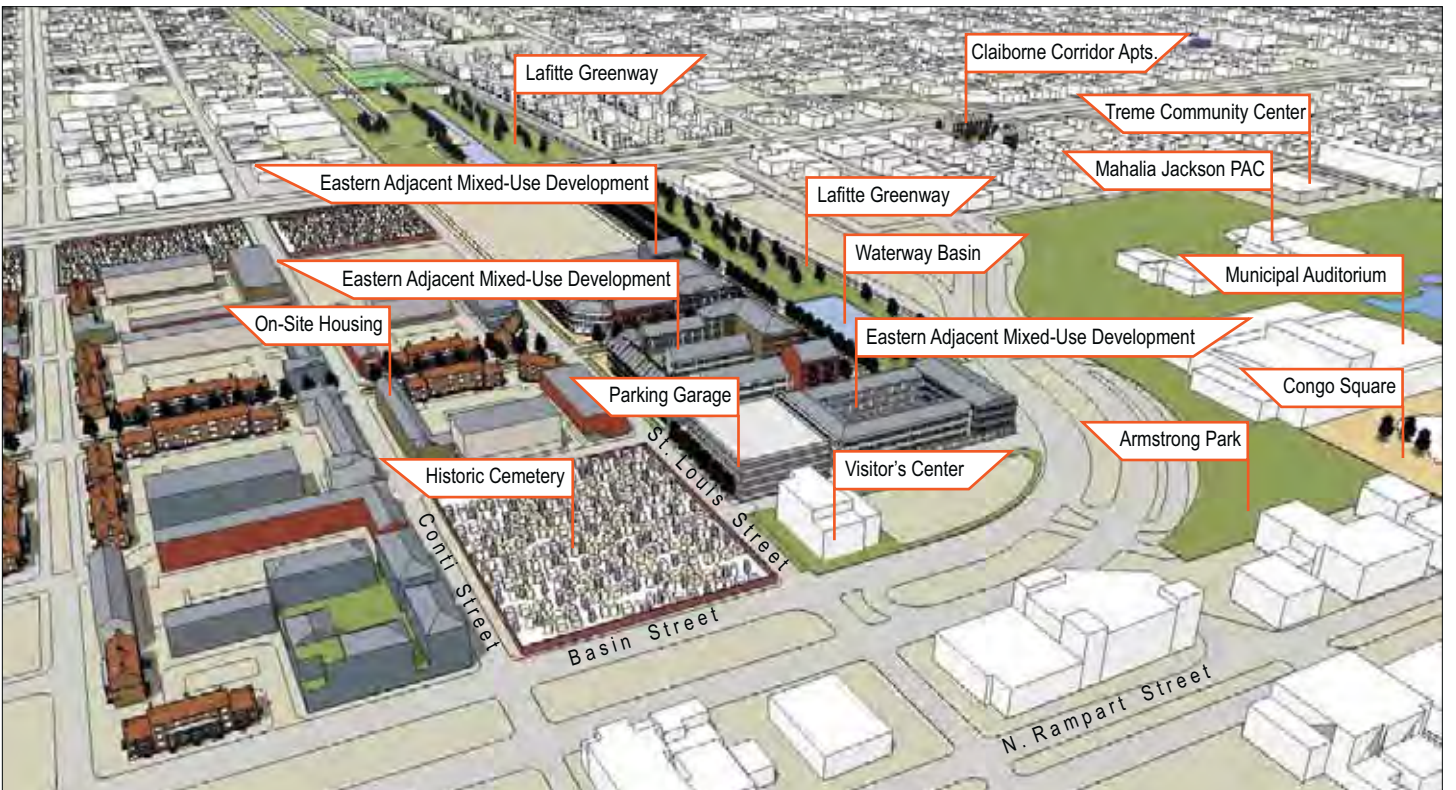 Claiborne Corridor Apts.
Lafitte Greenway
Treme Community Center
Mahalia Jackson PAC
Eastern Adjacent Mixed-Use Development
Lafitte Greenway
Waterway Basin
Eastern Adjacent Mixed-Use Development
Municipal Auditorium
On-Site Housing
Eastern Adjacent Mixed-Use Development
Parking Garage
Congo Square
Armstrong Park
Historic Cemetery
St. Louis Street
Visitor's Center
Conti Street
Basin Street
N. Rampart Street